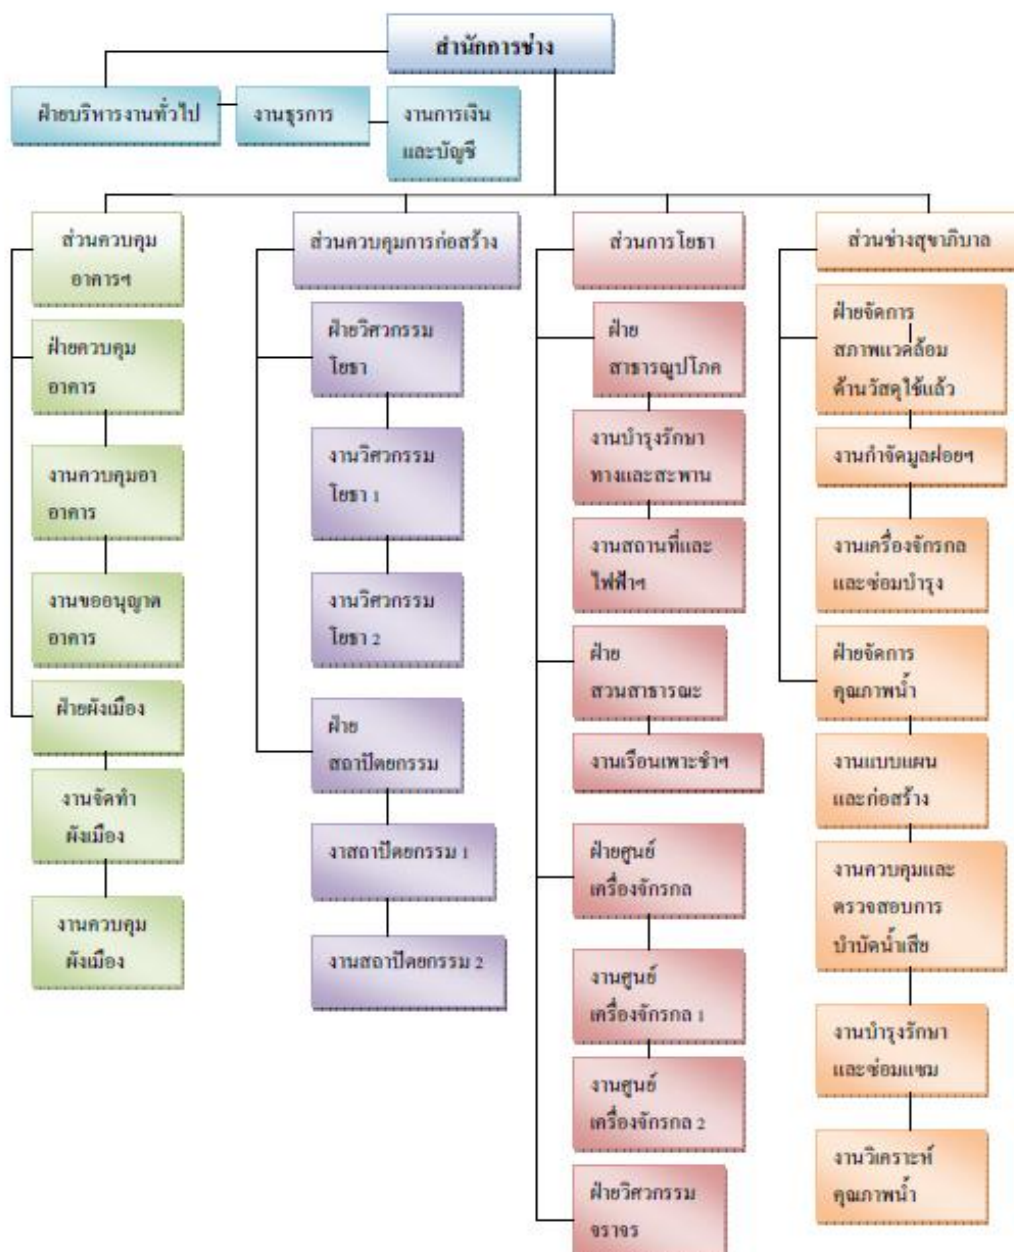 สำนักการช่าง
ฝ่ายบริหารงานทั่วไป
งานธุรการ
งานการเงิน
และบัญชี
ส่วนควบคุม
อาคารฯ
ฝ่ายควบคุม
อาคาร
งานควบคุมอา
อาคาร
งานขออนุญาต
อาคาร
ฝ่ายผังเมือง
งานจัดทำ
ผังเมือง
งานควบคุม
ผังเมือง
ส่วนควบคุมการก่อสร้าง
ฝ่ายวิศวกรรม
โยธา
งานวิศวกรรม
โยธา 1
งานวิศวกรรม
โยธา 2
ฝ่าย
สถาปัตยกรรม
งาสถาปัตยกรรม 1
งานสถาปัตยกรรม 2
ส่วนการโยธา
ฝ่าย
สาธารณูปโภค
งานบำรุงรักษา
ทางและสะพาน
งานสถานที่และ
ไฟฟ้าฯ
ฝ่าย
สวนสาธารณะ
งานเรือนเพาะชำฯ
ฝ่ายศูนย์
เครื่องจักรกล
งานศูนย์
เครื่องจักรกล 1
งานศูนย์
เครื่องจักรกล 2
ฝ่ายวิศวกรรม
จราจร
ส่วนช่างสุขาภิบาล
ฝ่ายจัดการ
สภาพแวดล้อม
ด้านวัสดุใช้แล้ว
งานกำจัดมูลฝอยฯ
งานเครื่องจักรกล
และซ่อมบำรุง
ฝ่ายจัดการ
คุณภาพน้ำ
งานแบบแผน
และก่อสร้าง
งานควบคุมและ
ตรวจสอบการ
บำบัดน้ำเสีย
งานบำรุงรักษา
และซ่อมแซม
งานวิเคราะห์
คุณภาพน้ำ